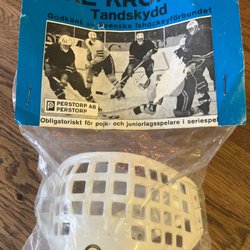 Tandskydd
Godkänt av Svenska Ishockeyförbundet
P
PERSTORP AB
PERSTORP
Obligatoriskt för pojk- och juniorlagsspelare i seriespel